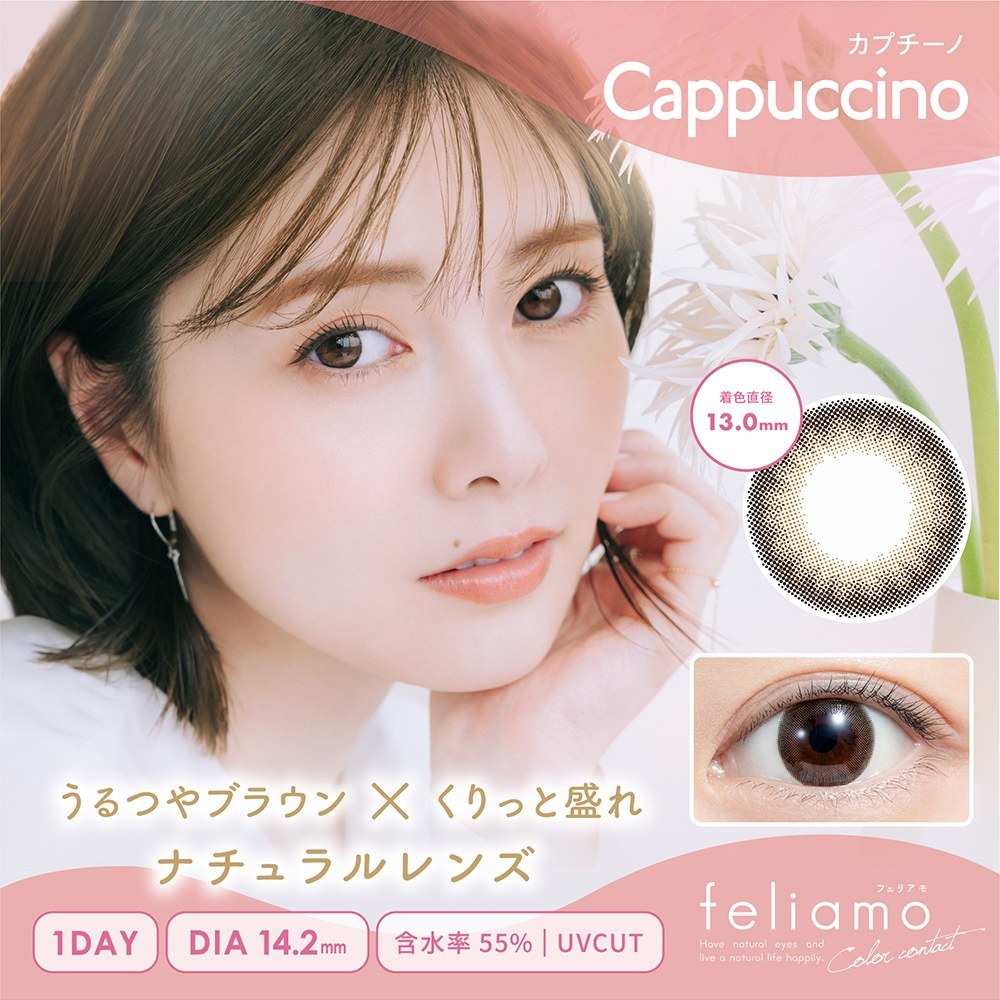 カプチーノ
Cappuccino
着色直径
13.0mm
うるつやブラウン × くりっと盛れ
ナチュラルレンズ
1DAY
DIA 14.2mm
含水率 55% | UVCUT
フェリアモ
feliamo
Have natural eyes and
live a natural life happily.
Color contact